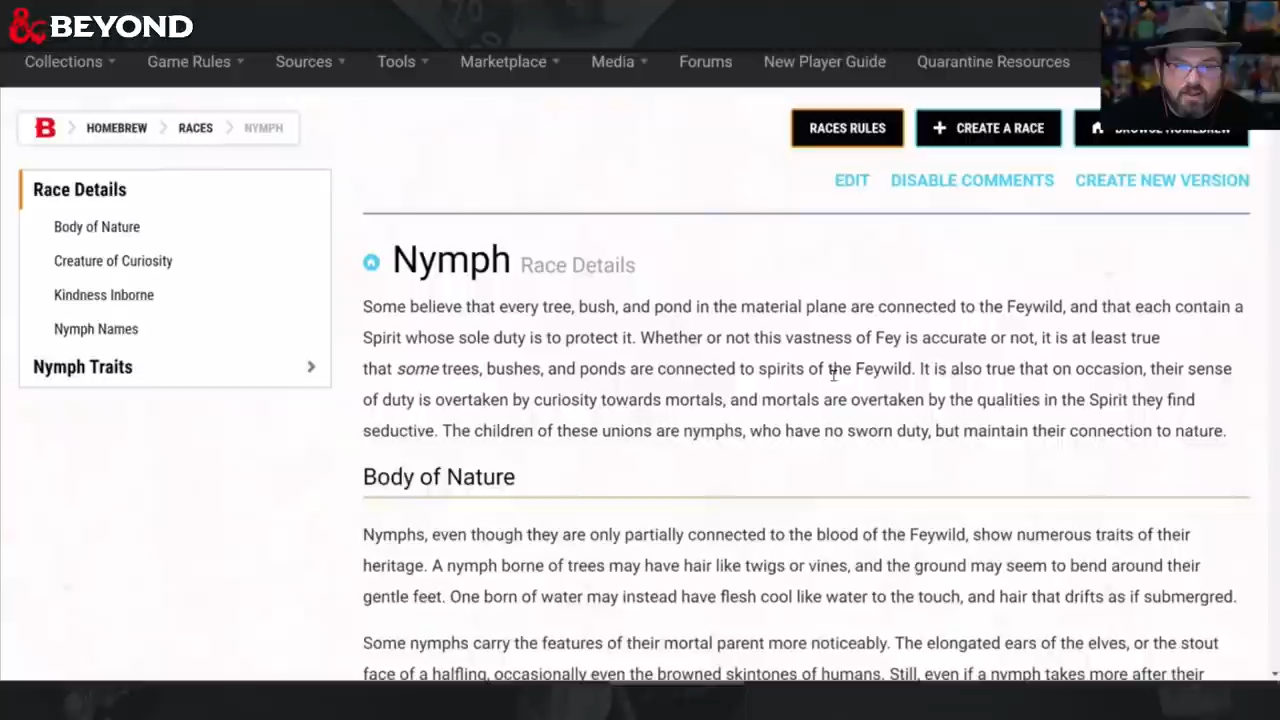 & BEYOND
Collections Game Rules Sources Tools Marketplace Media Forums New Player Guide Quarantine Resources
B HOMEBREW RACES NYMPH
RACES RULES + CREATE A RACE BROWSE HOMEBREW
EDIT DISABLE COMMENTS CREATE NEW VERSION
Race Details
Body of Nature
Creature of Curiosity
Kindness Inborne
Nymph Names
Nymph Traits
Nymph Race Details
Some believe that every tree, bush, and pond in the material plane are connected to the Feywild, and that each contain a
Spirit whose sole duty is to protect it. Whether or not this vastness of Fey is accurate or not, it is at least true
that some trees, bushes, and ponds are connected to spirits of the Feywild. It is also true that on occasion, their sense
of duty is overtaken by curiosity towards mortals, and mortals are overtaken by the qualities in the Spirit they find
seductive. The children of these unions are nymphs, who have no sworn duty, but maintain their connection to nature.
Body of Nature
Nymphs, even though they are only partially connected to the blood of the Feywild, show numerous traits of their
heritage. A nymph borne of trees may have hair like twigs or vines, and the ground may seem to bend around their
gentle feet. One born of water may instead have flesh cool like water to the touch, and hair that drifts as if submergred.
Some nymphs carry the features of their mortal parent more noticeably. The elongated ears of the elves, or the stout
face of a halfling, occasionally even the browned skintones of humans. Still, even if a nymph takes more after their